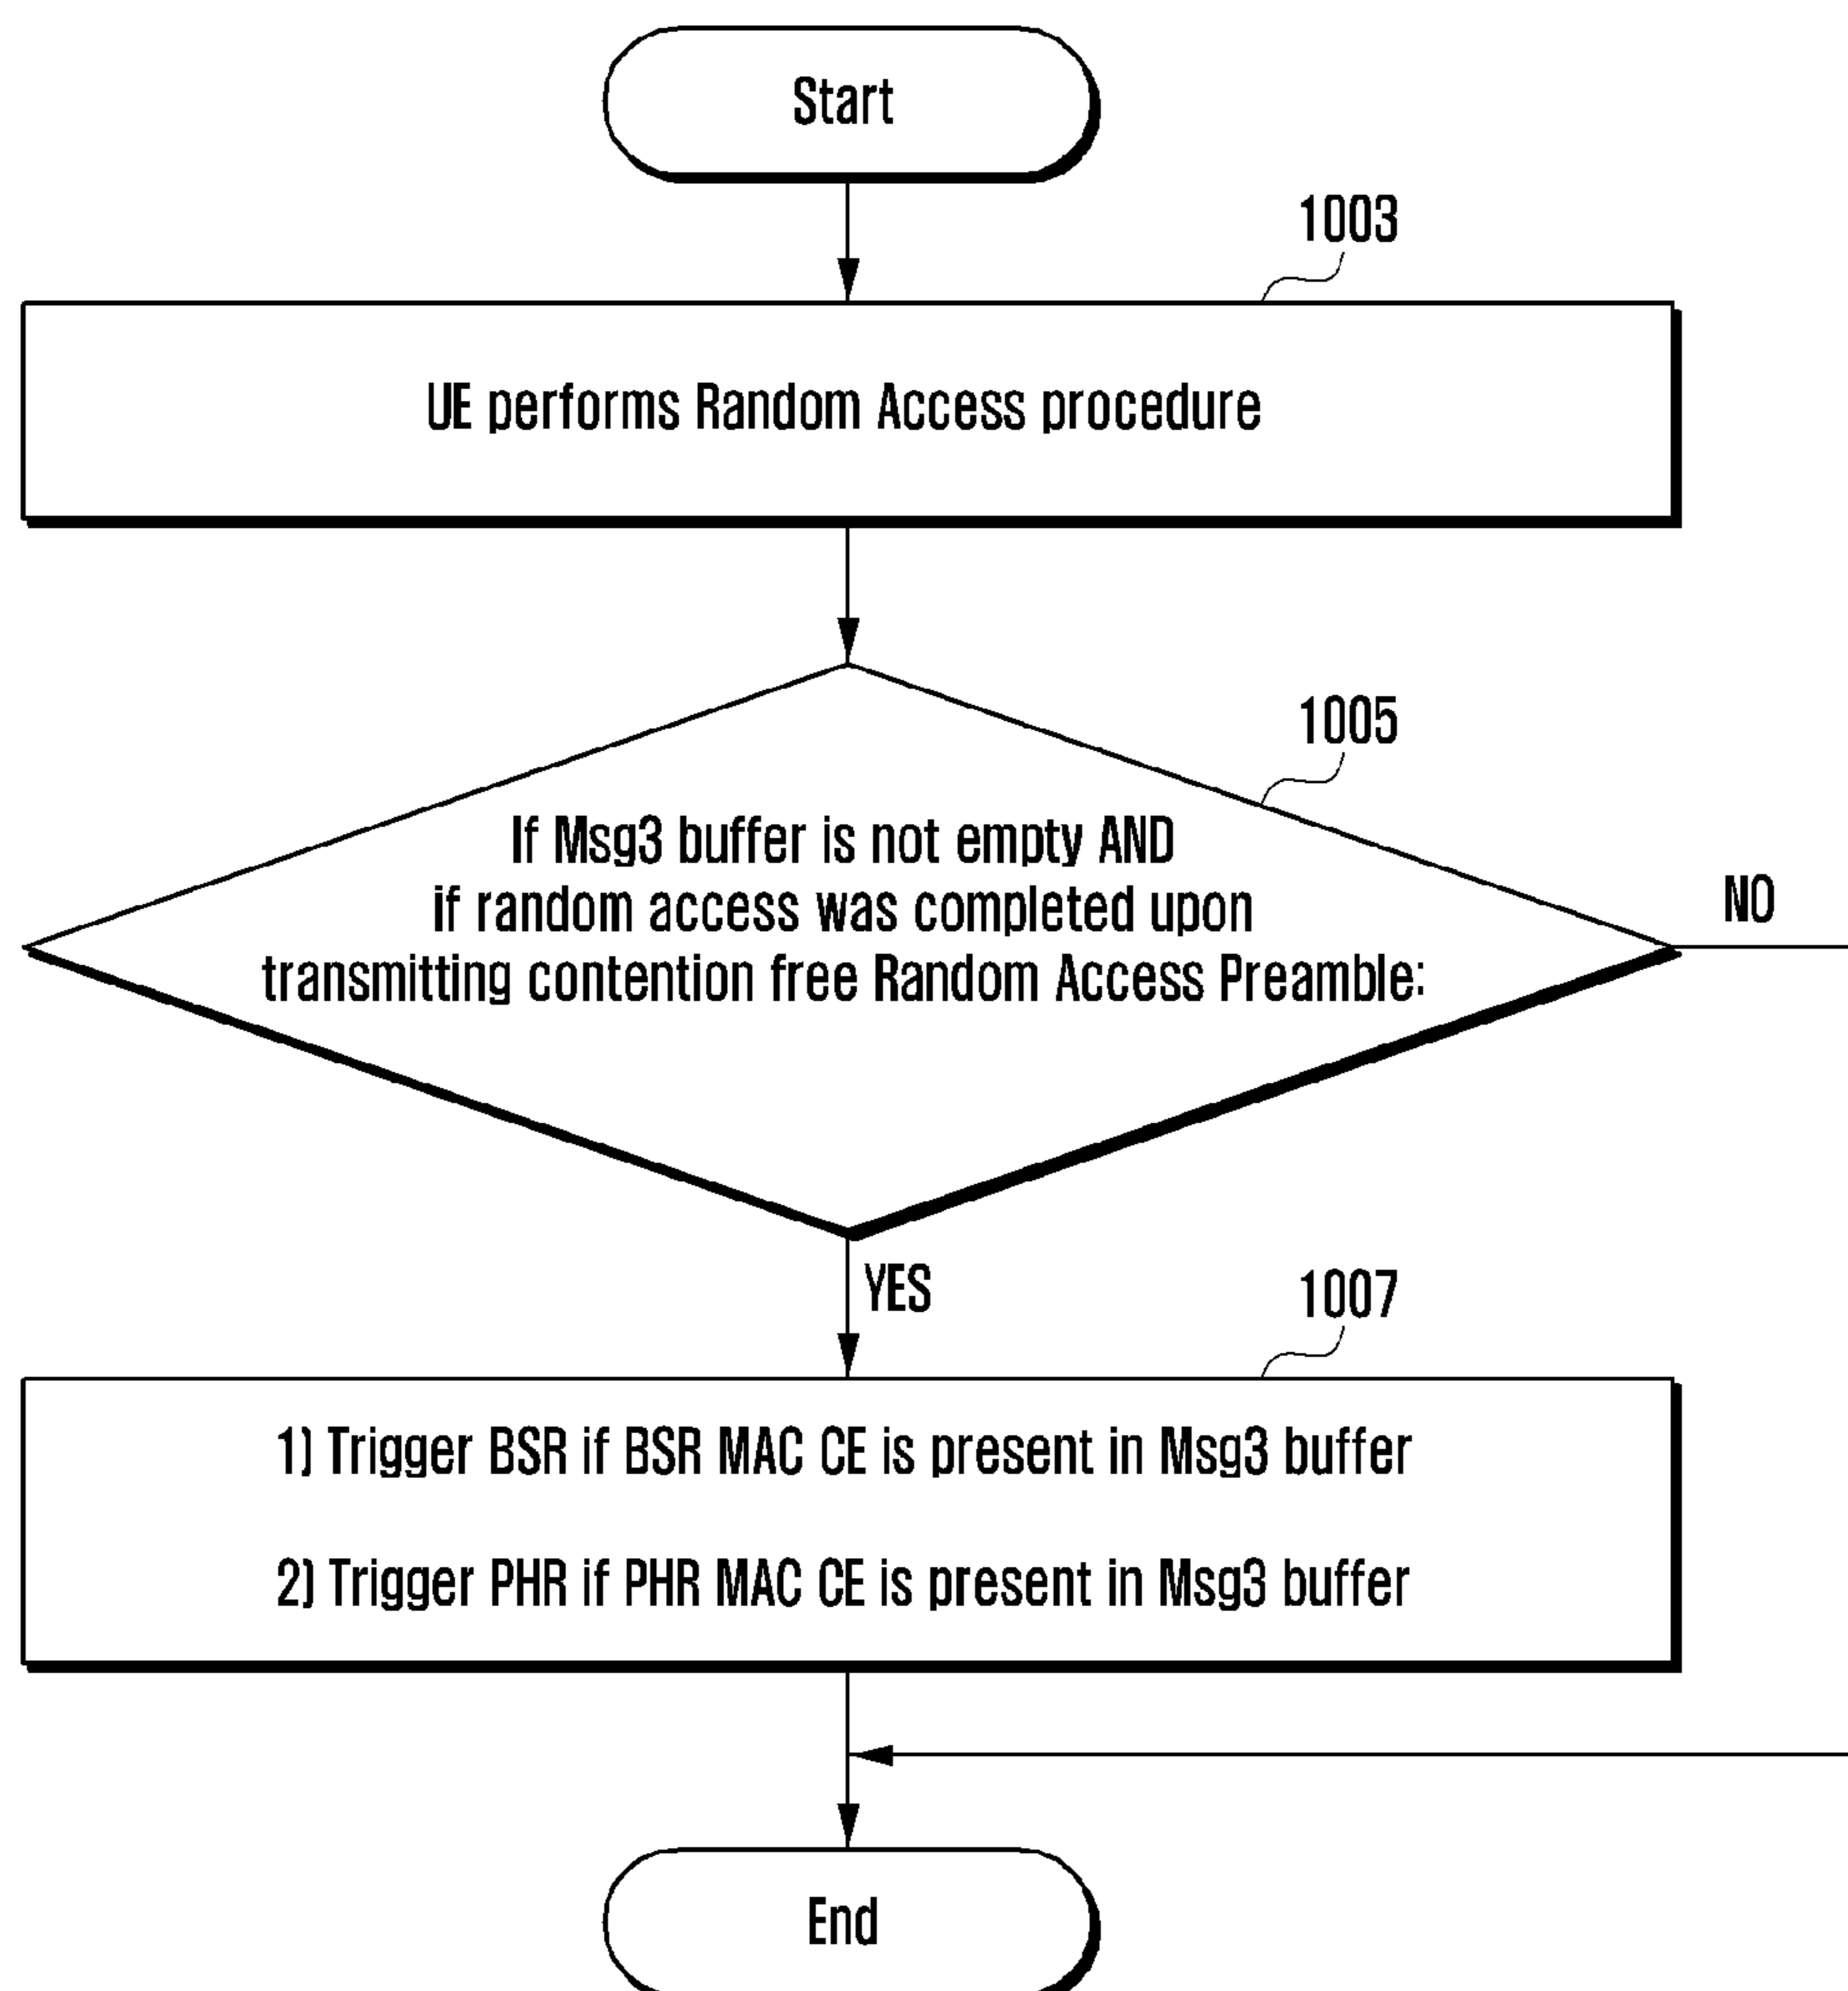 Start
1003
UE performs Random Access procedure
1005
If Msg3 buffer is not empty AND
if random access was completed upon
transmitting contention free Random Access Preamble:
NO
YES
1007
1) Trigger BSR if BSR MAC CE is present in Msg3 buffer
2) Trigger PHR if PHR MAC CE is present in Msg3 buffer
End